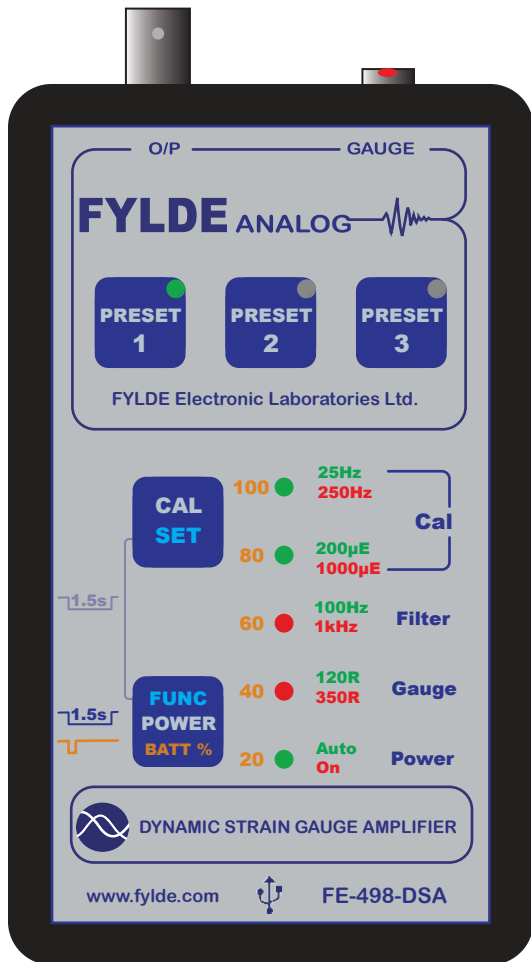 O/P GAUGE
FYLDE ANALOG
PRESET
1
PRESET
2
PRESET
3
FYLDE Electronic Laboratories Ltd.
CAL
SET
100
25Hz
250Hz
80
200µE
1000µE
Cal
1.5s
60
100Hz
1kHz
Filter
FUNC
POWER
BATT %
1.5s
40
120R
350R
Gauge
20
Auto
On
Power
DYNAMIC STRAIN GAUGE AMPLIFIER
www.fylde.com FE-498-DSA